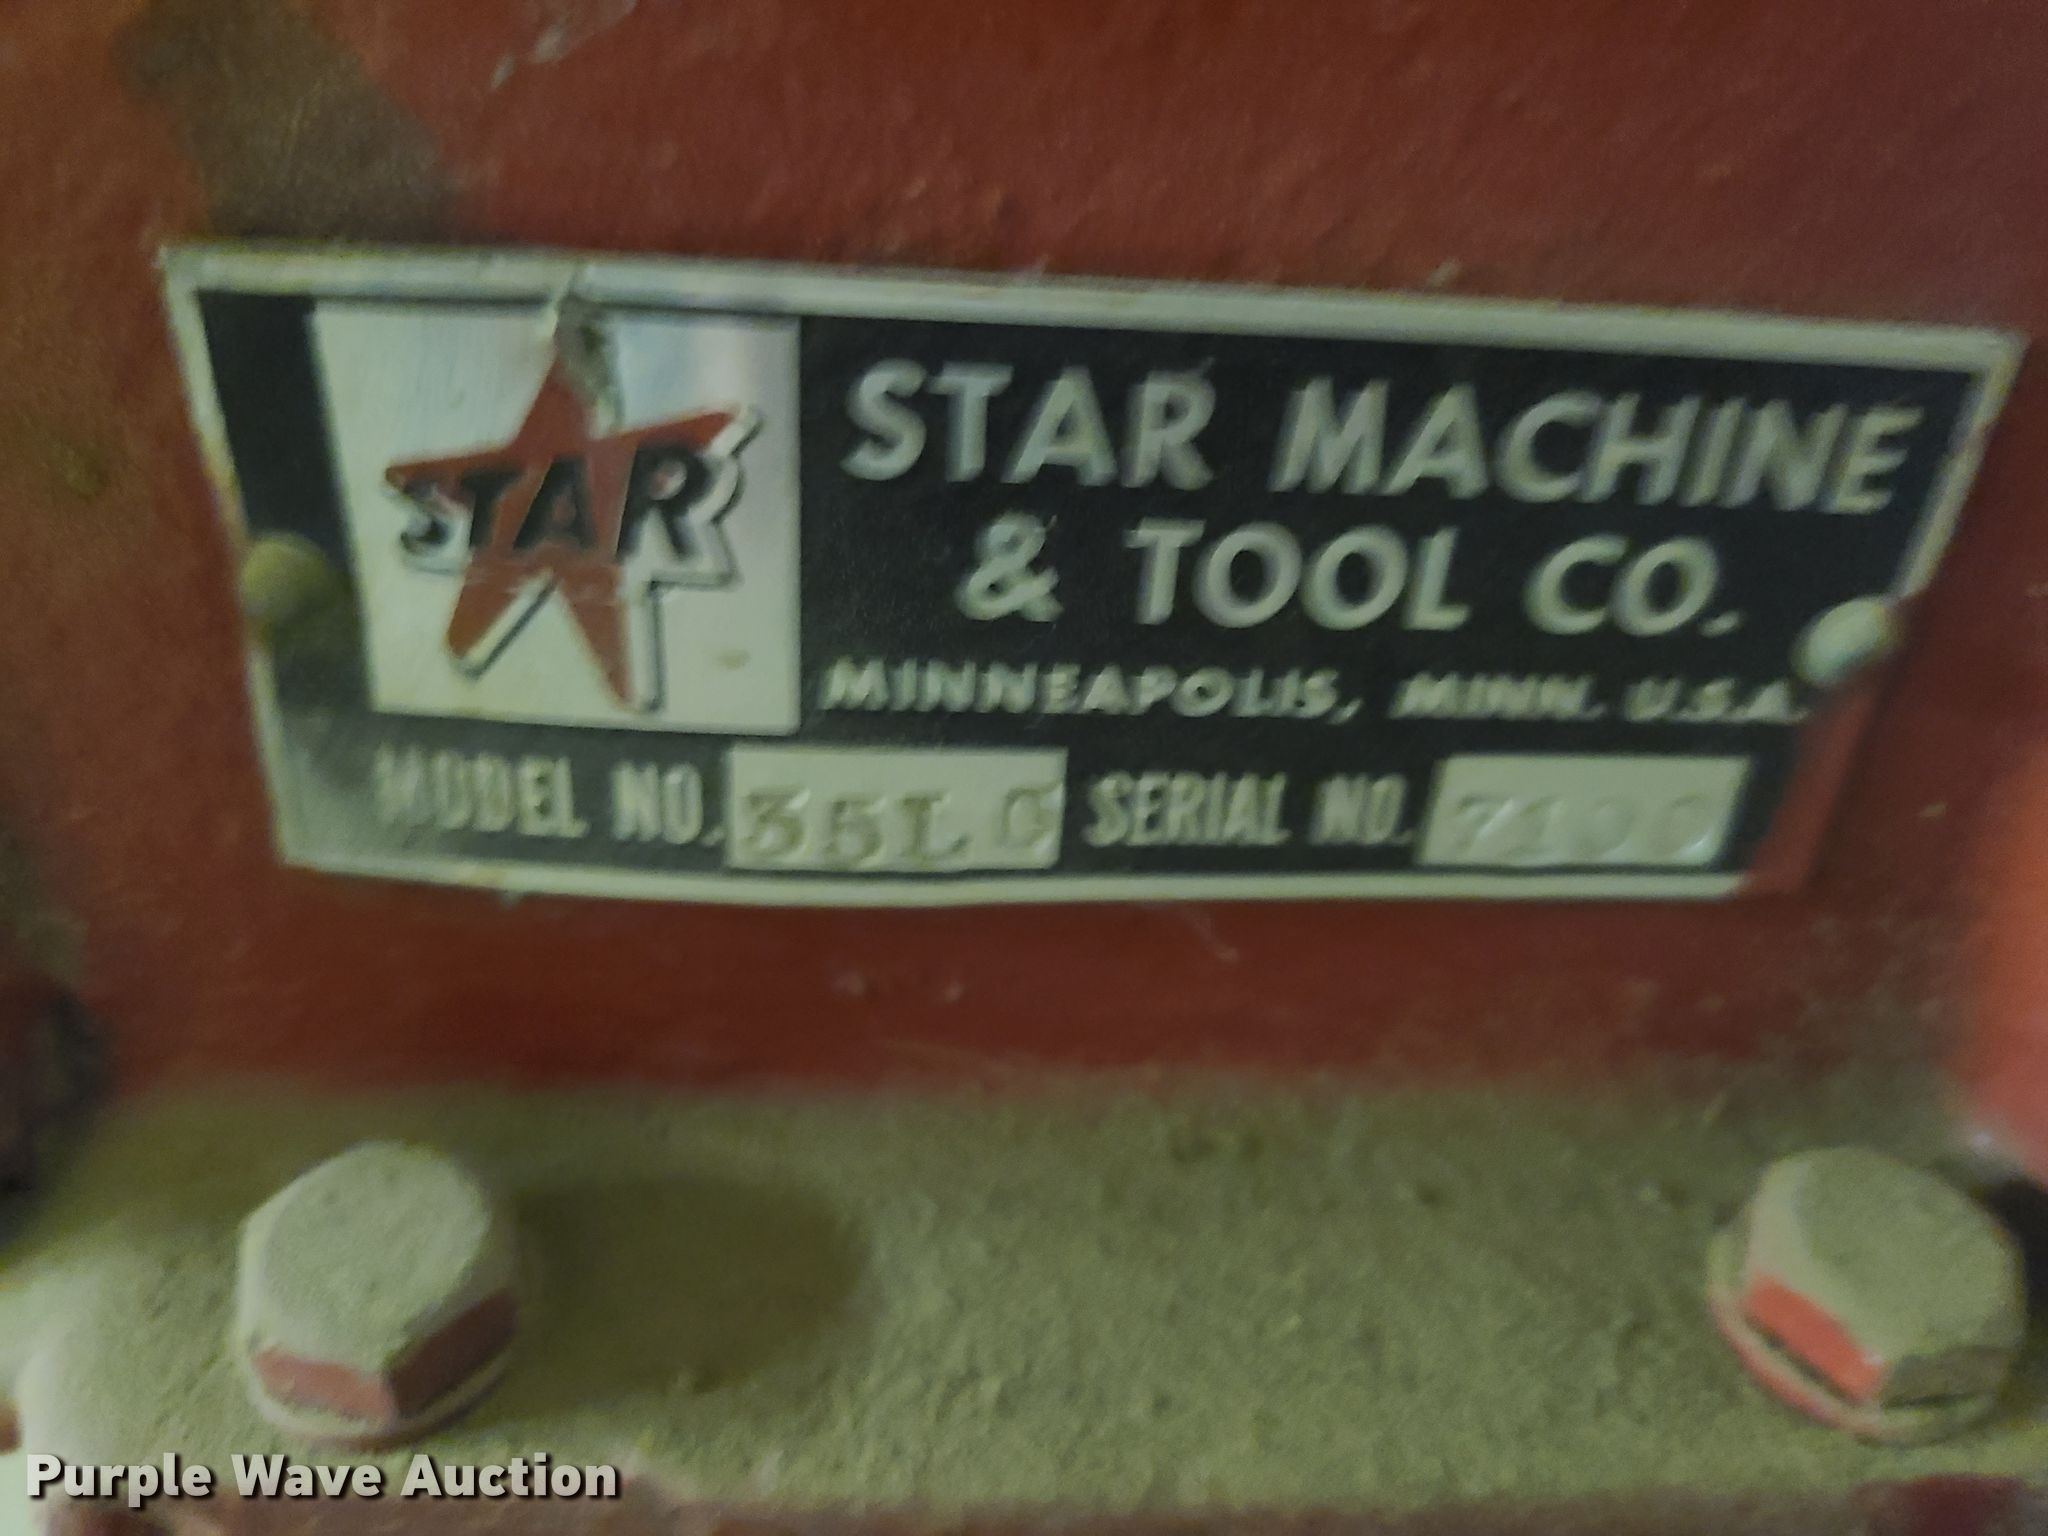 STAR
STAR MACHINE
& TOOL CO.
MINNEAPOLIS, MINN. U.S.A.
MODEL NO. SERIAL NO.
Purple Wave Auction